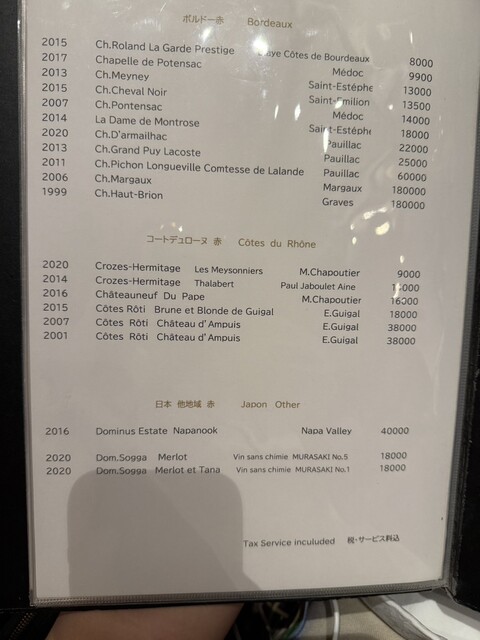 ボルドー赤 Bordeaux
2015 Ch.Roland La Garde Prestige Côtes de Bourdeaux 8000
2017 Chapelle de Potensac Médoc 9900
2013 Ch.Meyney Saint-Estéphe 13000
2015 Ch.Cheval Noir Saint-Emilion 13500
2007 Ch.Pontensac Médoc 14000
2014 La Dame de Montrose Saint-Estéphe 18000
2020 Ch.D'armailhac Pauillac 22000
2013 Ch.Grand Puy Lacoste Pauillac 25000
2011 Ch.Pichon Longueville Comtesse de Lalande Pauillac 60000
2006 Ch.Margaux Margaux 180000
1999 Ch.Haut-Brion Graves 180000
コートデュローヌ 赤 Côtes du Rhône
2020 Crozes-Hermitage Les Meysonniers M.Chapoutier 9000
2014 Crozes-Hermitage Thalabert Paul Jaboulet Aine
2016 Châteauneuf Du Pape M.Chapoutier 16000
2015 Côtes Rôti Brune et Blonde de Guigal E.Guigal 18000
2007 Côtes Rôti Château d'Ampuis E.Guigal 38000
2001 Côtes Rôti Château d'Ampuis E.Guigal 38000
日本 他地域 赤 Japon Other
2016 Dominus Estate Napanook Napa Valley 40000
2020 Dom.Sogga Merlot Vin sans chimie MURASAKI No.5 18000
2020 Dom.Sogga Merlot et Tana Vin sans chimie MURASAKI No.1 18000
Tax Service inculuded 税・サービス料込